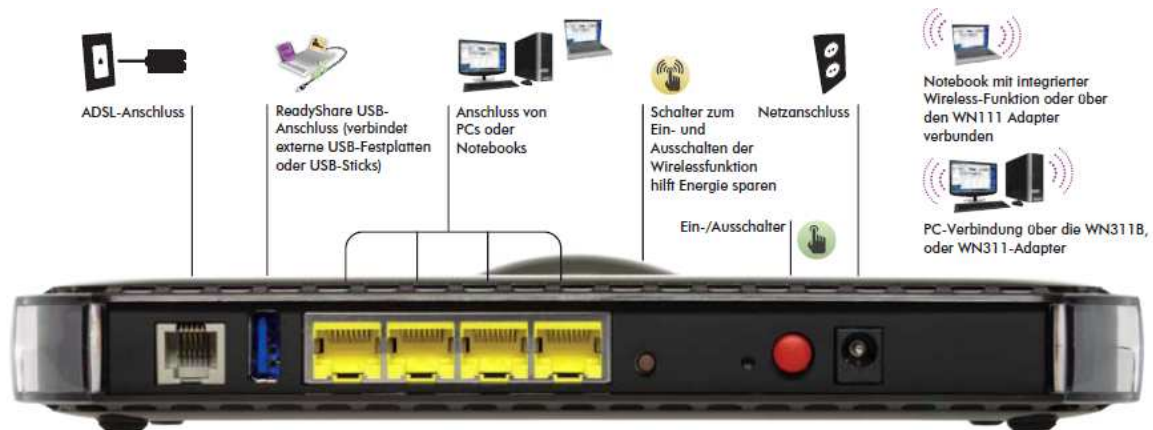 ADSL-Anschluss
ReadyShare USB-
Anschluss (verbindet
externe USB-Festplatten
oder USB-Sticks)
Anschluss von
PCs oder
Notebooks
Schalter zum
Ein- und
Ausschalten der
Wirelessfunktion
hilft Energie sparen
Netzanschluss
Ein-/Ausschalter
Notebook mit integrierter
Wireless-Funktion oder über
den WN111 Adapter
verbunden
PC-Verbindung über die WN311B,
oder WN311-Adapter